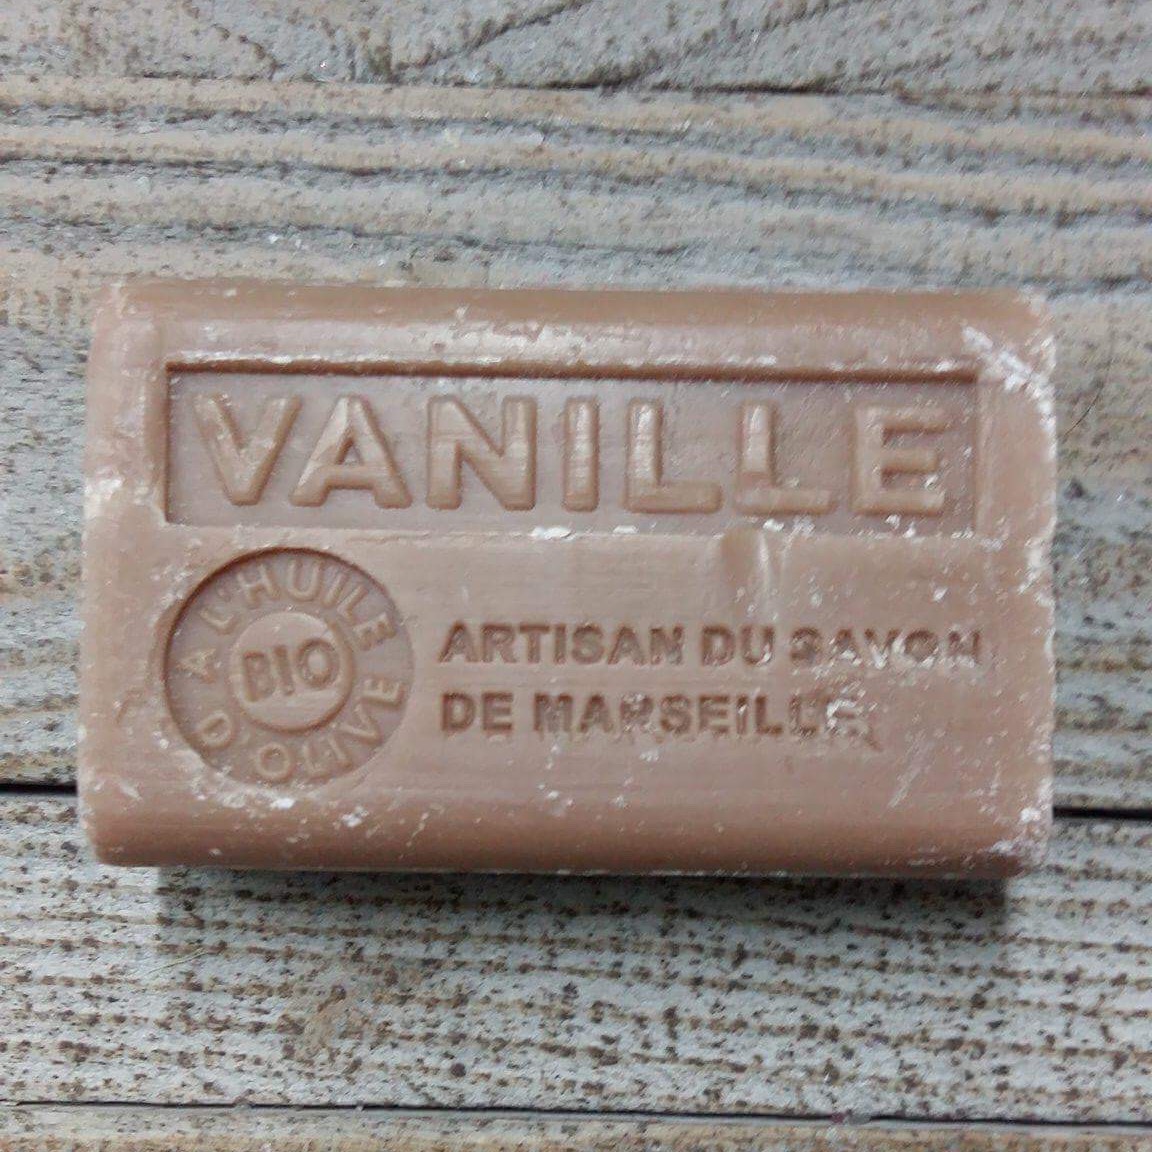 VANILLE
A L'HUILE
D'OLIVE
BIO
ARTISAN DU SAVON
DE MARSEILLE